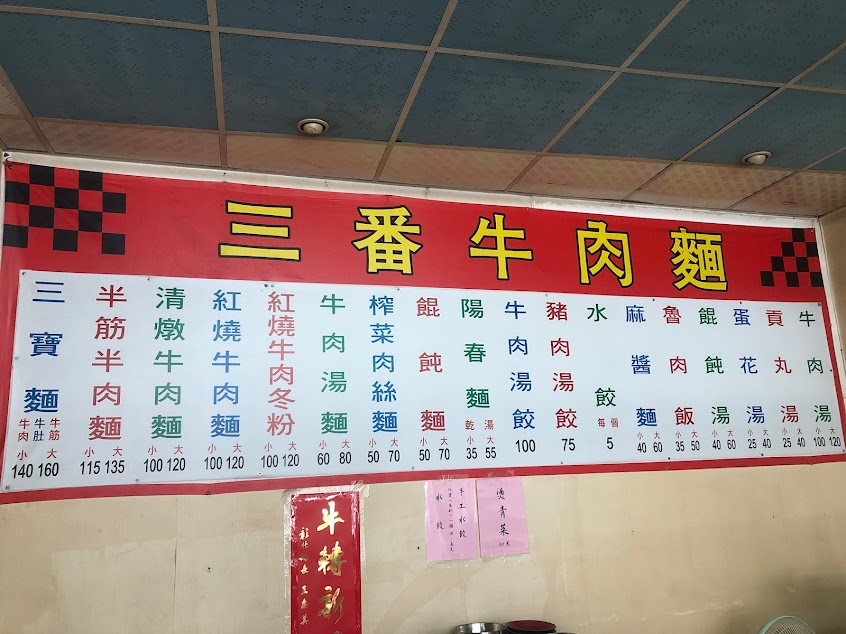 三番牛肉麵
三寶麵
牛肉 牛肚 牛筋
小 大
140 160
半筋半肉麵
小 大
115 135
清燉牛肉麵
小 大
100 120
紅燒牛肉麵
小 大
100 120
紅燒牛肉冬粉
小 大
100 120
牛肉湯麵
小 大
60 80
榨菜肉絲麵
小 大
50 70
餛飩麵
小 大
50 70
陽春麵
乾 湯
35 55
牛肉湯餃
100
豬肉湯餃
75
水餃
每個
5
麻醬麵
小 大
40 60
魯肉飯
小 大
35 50
餛飩湯
小 大
25 40
蛋花湯
小 大
25 40
貢丸湯
小 大
25 40
牛肉湯
小 大
100 120
牛轉新
手工水餃
水餃
燙青菜